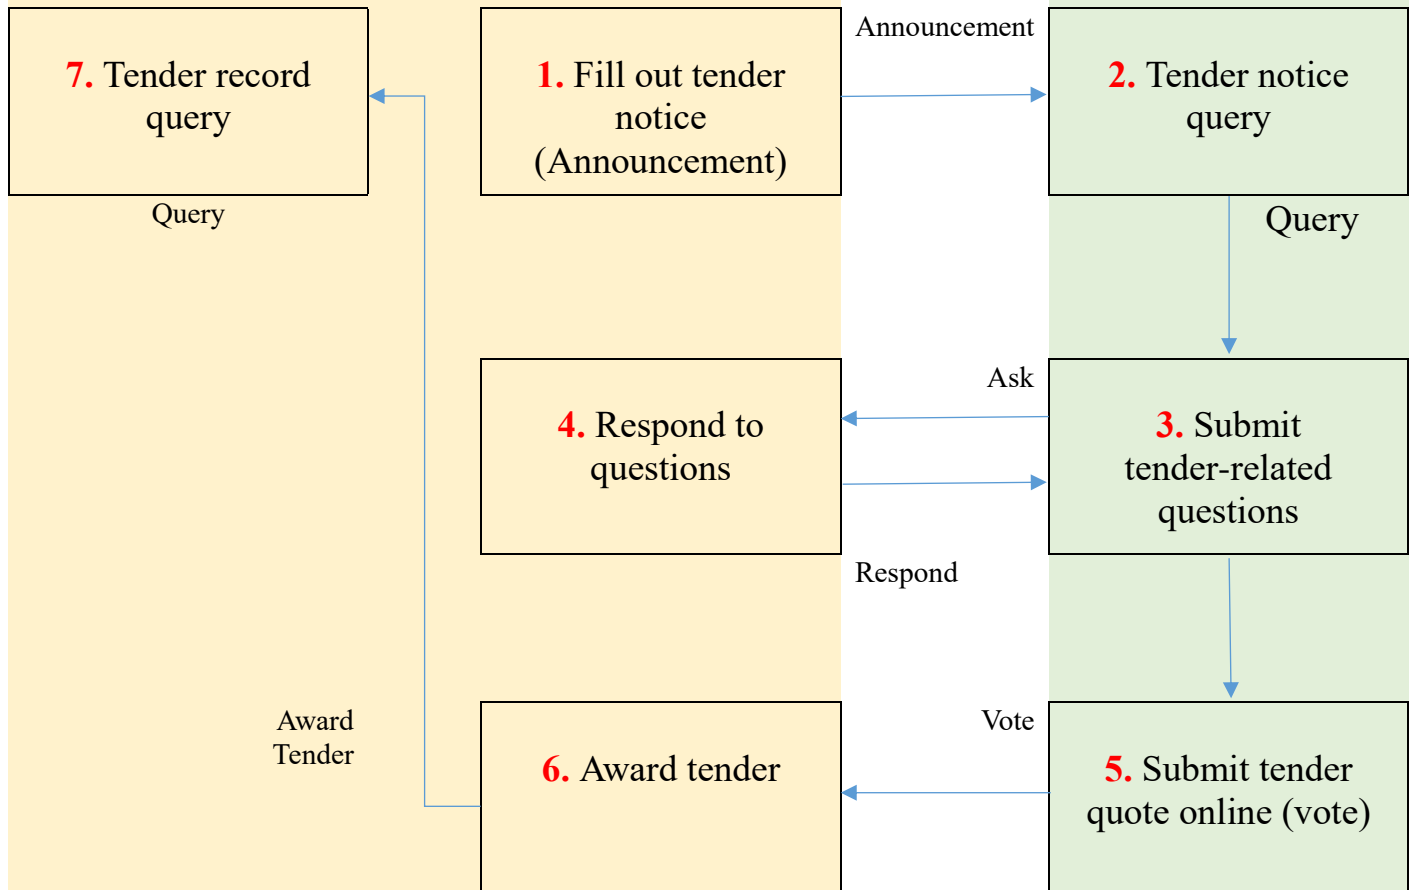 7. Tender record
query
Query
1. Fill out tender
notice
(Announcement)
Announcement
2. Tender notice
query
Query
Ask
3. Submit
tender-related
questions
4. Respond to
questions
Respond
Vote
5. Submit tender
quote online (vote)
6. Award tender
Award
Tender